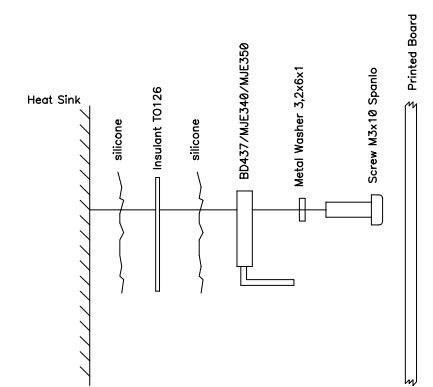 Heat Sink
silicone
Insulant TO126
silicone
BD437/MJE340/MJE350
Metal Washer 3,2x6x1
Screw M3x10 Spanlo
Printed Board